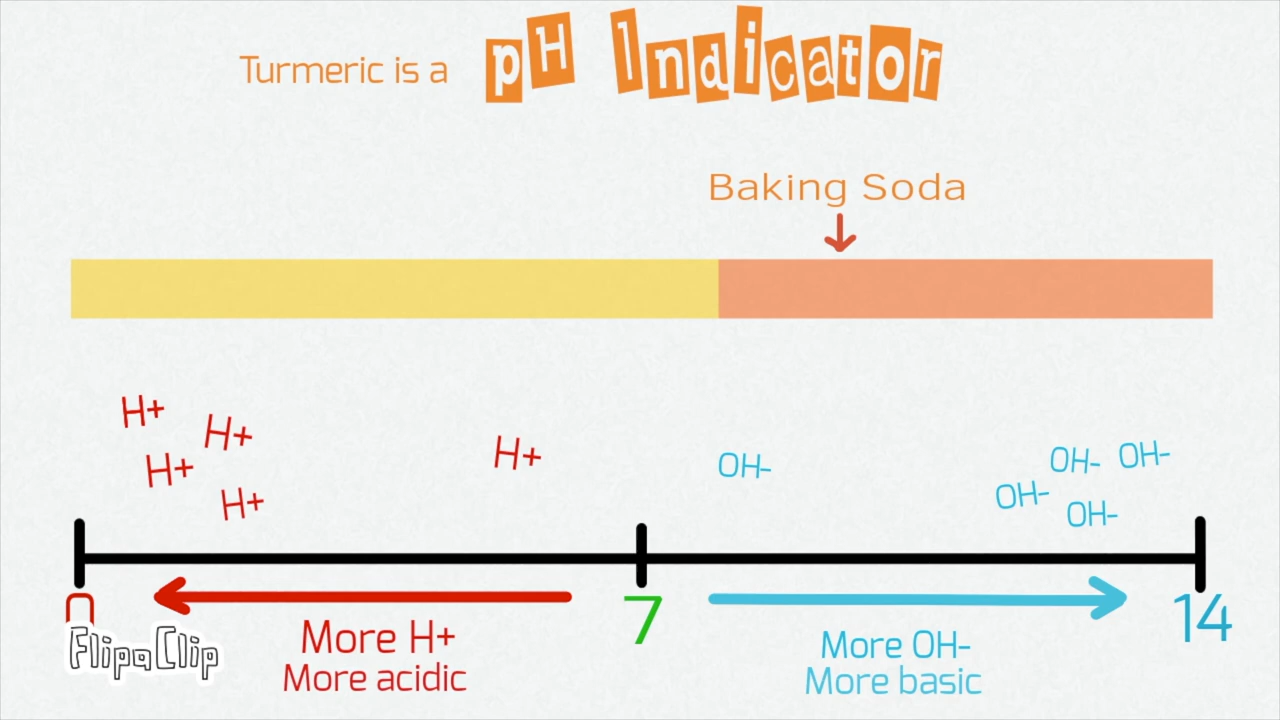 Turmeric is a pH Indicator
Baking Soda
H+
H+
H+
H+
H+
OH-
OH-
OH-
OH-
OH-
0
7
14
FlipaClip
More H+
More acidic
More OH-
More basic